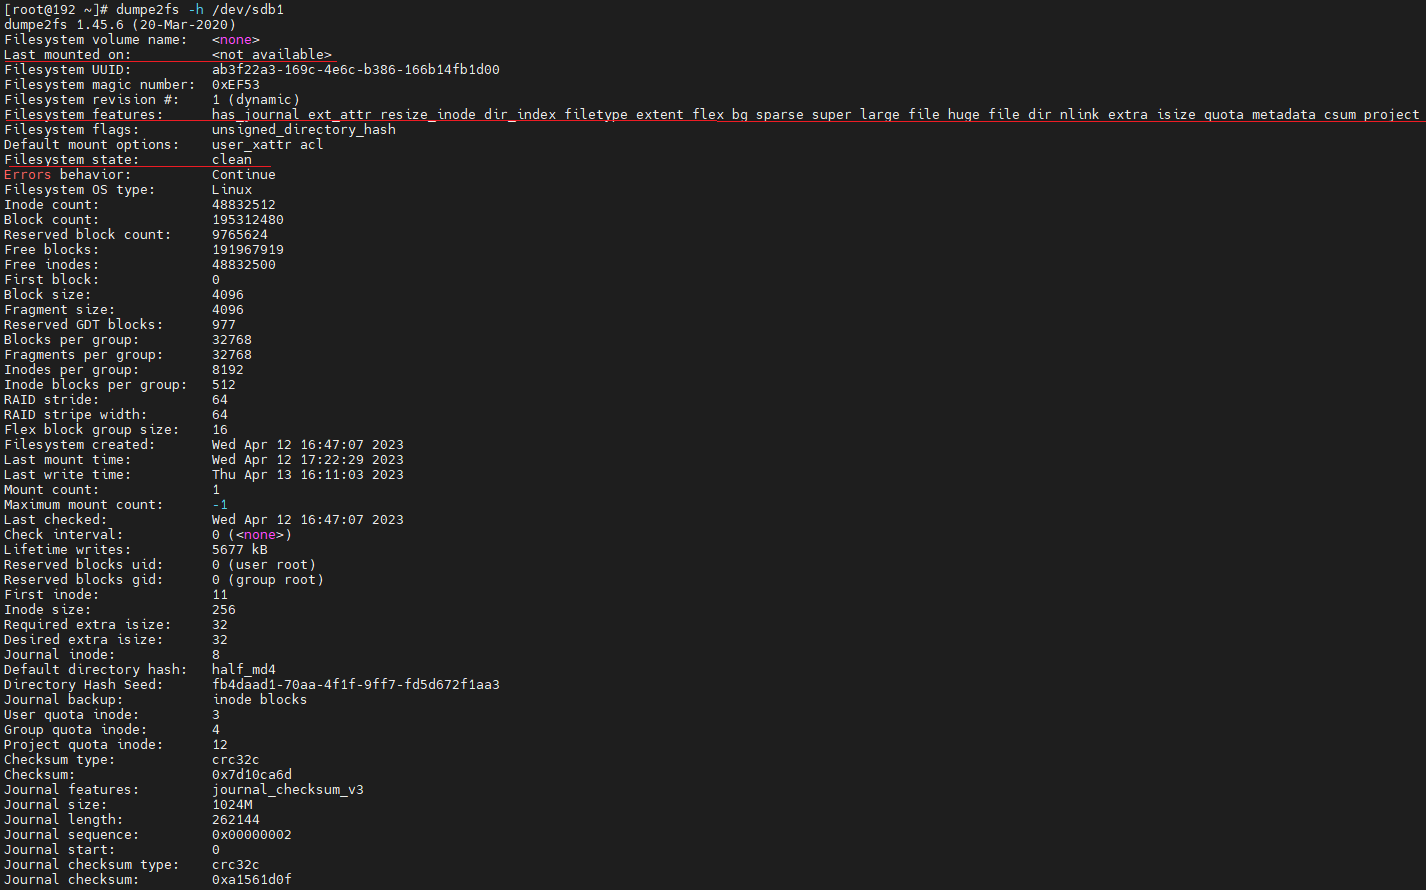 [root@192 ~]# dumpe2fs -h /dev/sdb1
dumpe2fs 1.45.6 (20-Mar-2020)
Filesystem volume name:   <none>
Last mounted on:          <not available>
Filesystem UUID:          ab3f22a3-169c-4e6c-b386-166b14fb1d00
Filesystem magic number:  0xEF53
Filesystem revision #:    1 (dynamic)
Filesystem features:      has_journal ext_attr resize_inode dir_index filetype extent flex_bg sparse_super large_file huge_file dir_nlink extra_isize quota metadata_csum project
Filesystem flags:         unsigned_directory_hash
Default mount options:    user_xattr acl
Filesystem state:         clean
Errors behavior:          Continue
Filesystem OS type:       Linux
Inode count:              48832512
Block count:              195312480
Reserved block count:     9765624
Free blocks:              191967919
Free inodes:              48832500
First block:              0
Block size:               4096
Fragment size:            4096
Reserved GDT blocks:      977
Blocks per group:         32768
Fragments per group:      32768
Inodes per group:         8192
Inode blocks per group:   512
RAID stride:              64
RAID stripe width:        64
Flex block group size:    16
Filesystem created:       Wed Apr 12 16:47:07 2023
Last mount time:          Wed Apr 12 17:22:29 2023
Last write time:          Thu Apr 13 16:11:03 2023
Mount count:              1
Maximum mount count:      -1
Last checked:             Wed Apr 12 16:47:07 2023
Check interval:           0 (<none>)
Lifetime writes:          5677 kB
Reserved blocks uid:      0 (user root)
Reserved blocks gid:      0 (group root)
First inode:              11
Inode size:               256
Required extra isize:     32
Desired extra isize:      32
Journal inode:            8
Default directory hash:   half_md4
Directory Hash Seed:      fb4daad1-70aa-4f1f-9ff7-fd5d672f1aa3
Journal backup:           inode blocks
User quota inode:         3
Group quota inode:        4
Project quota inode:      12
Checksum type:            crc32c
Checksum:                 0x7d10ca6d
Journal features:         journal_checksum_v3
Journal size:             1024M
Journal length:           262144
Journal sequence:         0x00000002
Journal start:            0
Journal checksum type:    crc32c
Journal checksum:         0xa1561d0f